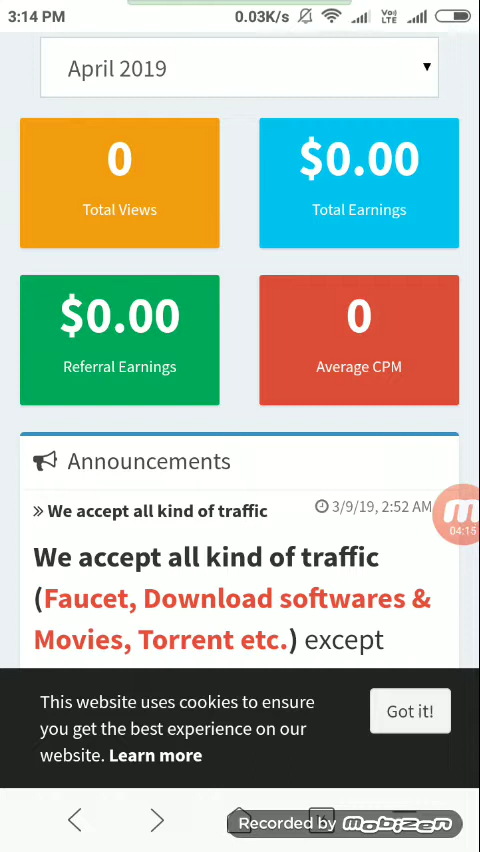 3:14 PM 0.03K/s Vo)) LTE
April 2019
0
Total Views
$0.00
Total Earnings
$0.00
Referral Earnings
0
Average CPM
Announcements
» We accept all kind of traffic
3/9/19, 2:52 AM
04:15
We accept all kind of traffic
(Faucet, Download softwares &
Movies, Torrent etc.) except
This website uses cookies to ensure
you get the best experience on our
website. Learn more
Got it!
Recorded by mobizen